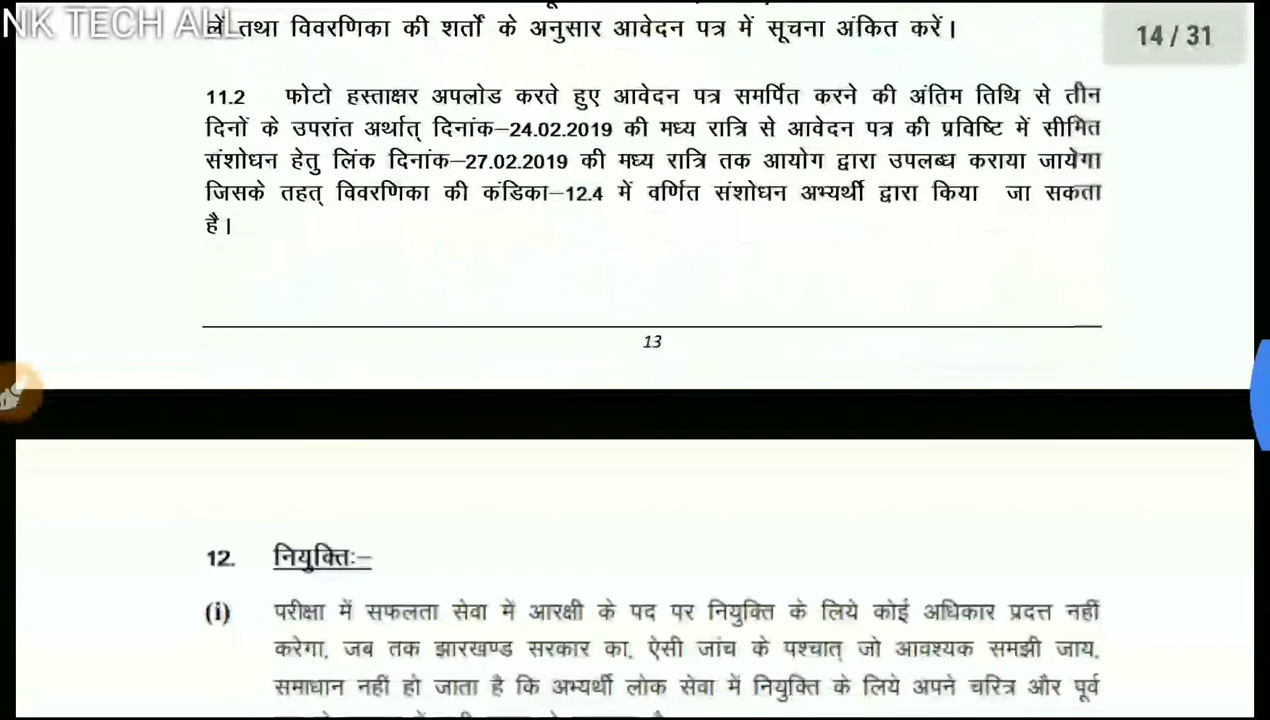 NK TECH ALL
लें तथा विवरणिका की शर्तों के अनुसार आवेदन पत्र में सूचना अंकित करें।
14 / 31
11.2 फोटो हस्ताक्षर अपलोड करते हुए आवेदन पत्र समर्पित करने की अंतिम तिथि से तीन
दिनों के उपरांत अर्थात् दिनांक–24.02.2019 की मध्य रात्रि से आवेदन पत्र की प्रविष्टि में सीमित
संशोधन हेतु लिंक दिनांक–27.02.2019 की मध्य रात्रि तक आयोग द्वारा उपलब्ध कराया जायेगा
जिसके तहत् विवरणिका की कंडिका–12.4 में वर्णित संशोधन अभ्यर्थी द्वारा किया जा सकता
है।
13
12. नियुक्तिः–
(i) परीक्षा में सफलता सेवा में आरक्षी के पद पर नियुक्ति के लिये कोई अधिकार प्रदत्त नहीं
करेगा, जब तक झारखण्ड सरकार का, ऐसी जांच के पश्चात् जो आवश्यक समझी जाय,
समाधान नहीं हो जाता है कि अभ्यर्थी लोक सेवा में नियुक्ति के लिये अपने चरित्र और पूर्व